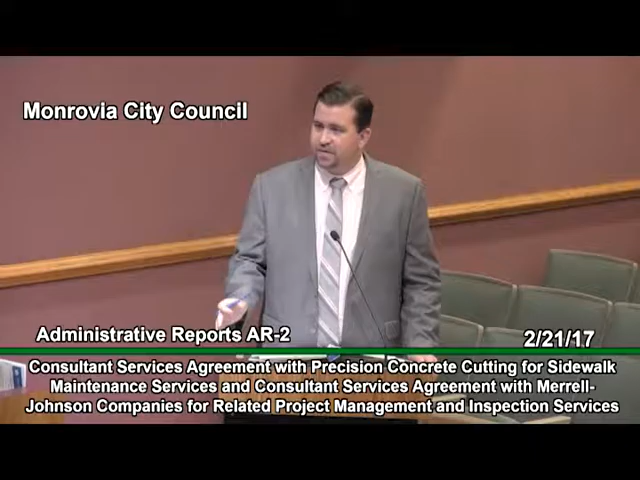 Monrovia City Council
Administrative Reports AR-2
2/21/17
Consultant Services Agreement with Precision Concrete Cutting for Sidewalk
Maintenance Services and Consultant Services Agreement with Merrell-
Johnson Companies for Related Project Management and Inspection Services